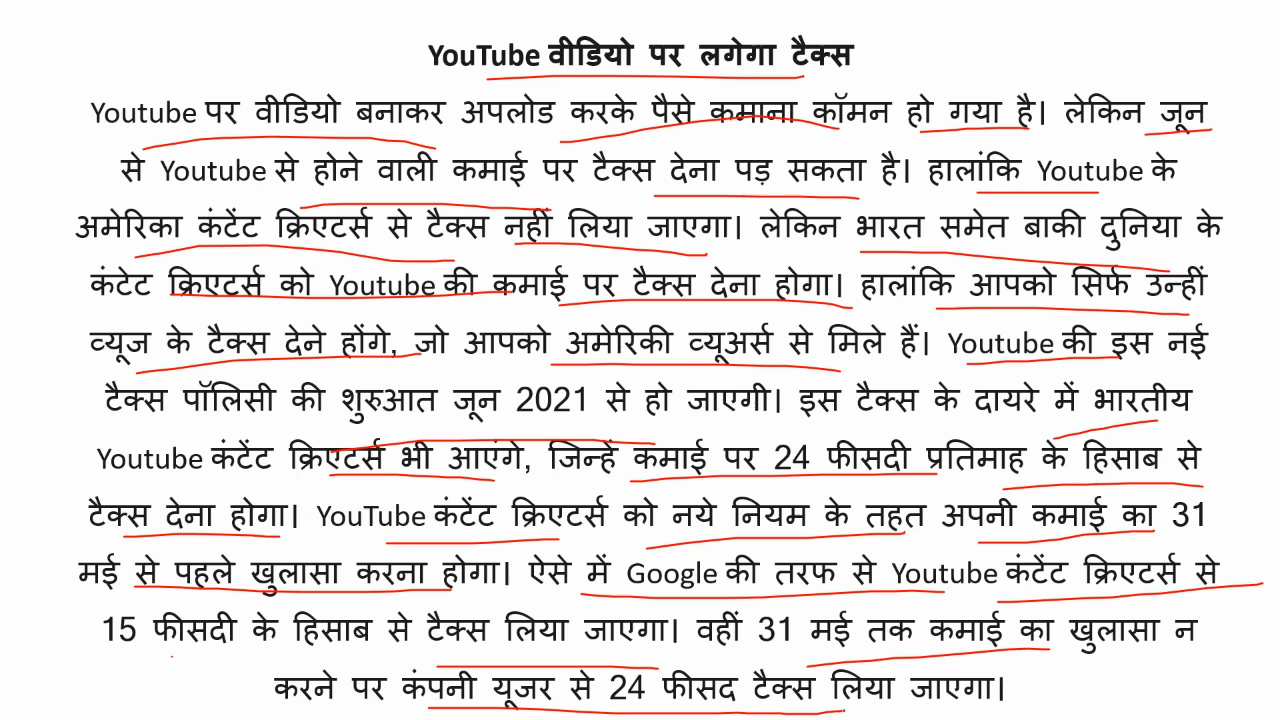 YouTube वीडियो पर लगेगा टैक्स
Youtube पर वीडियो बनाकर अपलोड करके पैसे कमाना कॉमन हो गया है। लेकिन जून
से Youtube से होने वाली कमाई पर टैक्स देना पड़ सकता है। हालांकि Youtube के
अमेरिका कंटेंट क्रिएटर्स से टैक्स नहीं लिया जाएगा। लेकिन भारत समेत बाकी दुनिया के
कंटेट क्रिएटर्स को Youtube की कमाई पर टैक्स देना होगा। हालांकि आपको सिर्फ उन्हीं
व्यूज के टैक्स देने होंगे, जो आपको अमेरिकी व्यूअर्स से मिले हैं। Youtube की इस नई
टैक्स पॉलिसी की शुरुआत जून 2021 से हो जाएगी। इस टैक्स के दायरे में भारतीय
Youtube कंटेंट क्रिएटर्स भी आएंगे, जिन्हें कमाई पर 24 फीसदी प्रतिमाह के हिसाब से
टैक्स देना होगा। YouTube कंटेंट क्रिएटर्स को नये नियम के तहत अपनी कमाई का 31
मई से पहले खुलासा करना होगा। ऐसे में Google की तरफ से Youtube कंटेंट क्रिएटर्स से
15 फीसदी के हिसाब से टैक्स लिया जाएगा। वहीं 31 मई तक कमाई का खुलासा न
करने पर कंपनी यूजर से 24 फीसद टैक्स लिया जाएगा।